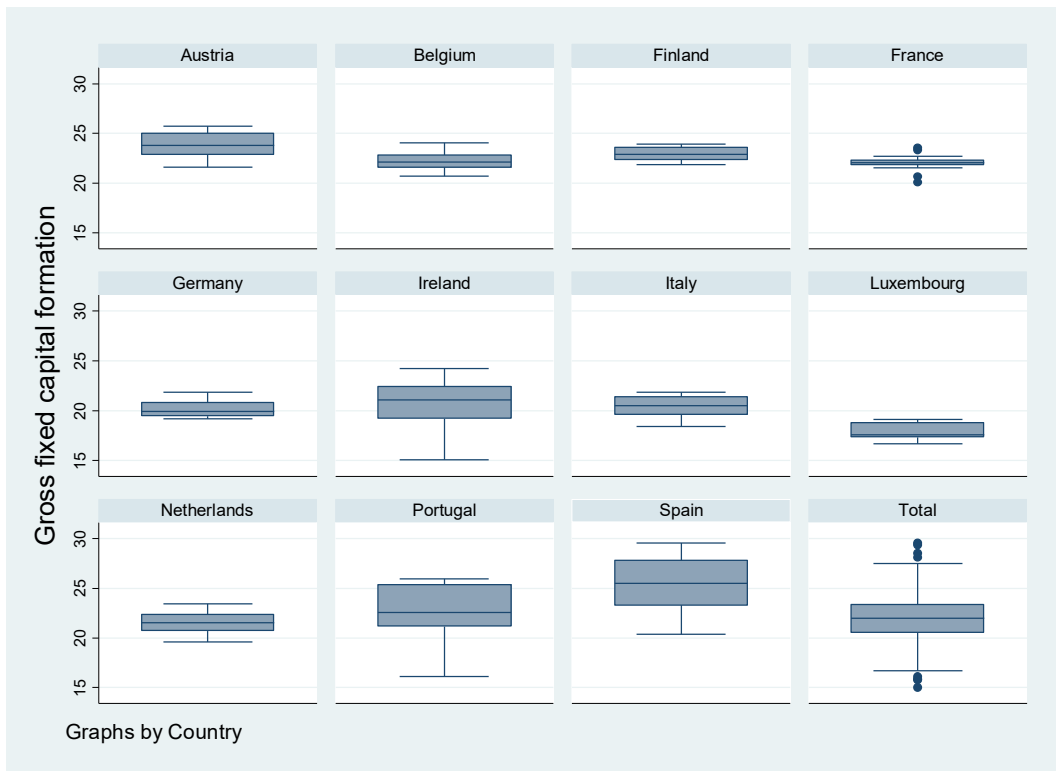 Gross fixed capital formation
Austria
Belgium
Finland
France
30
25
20
15
Germany
Ireland
Italy
Luxembourg
30
25
20
15
Netherlands
Portugal
Spain
Total
30
25
20
15
Graphs by Country